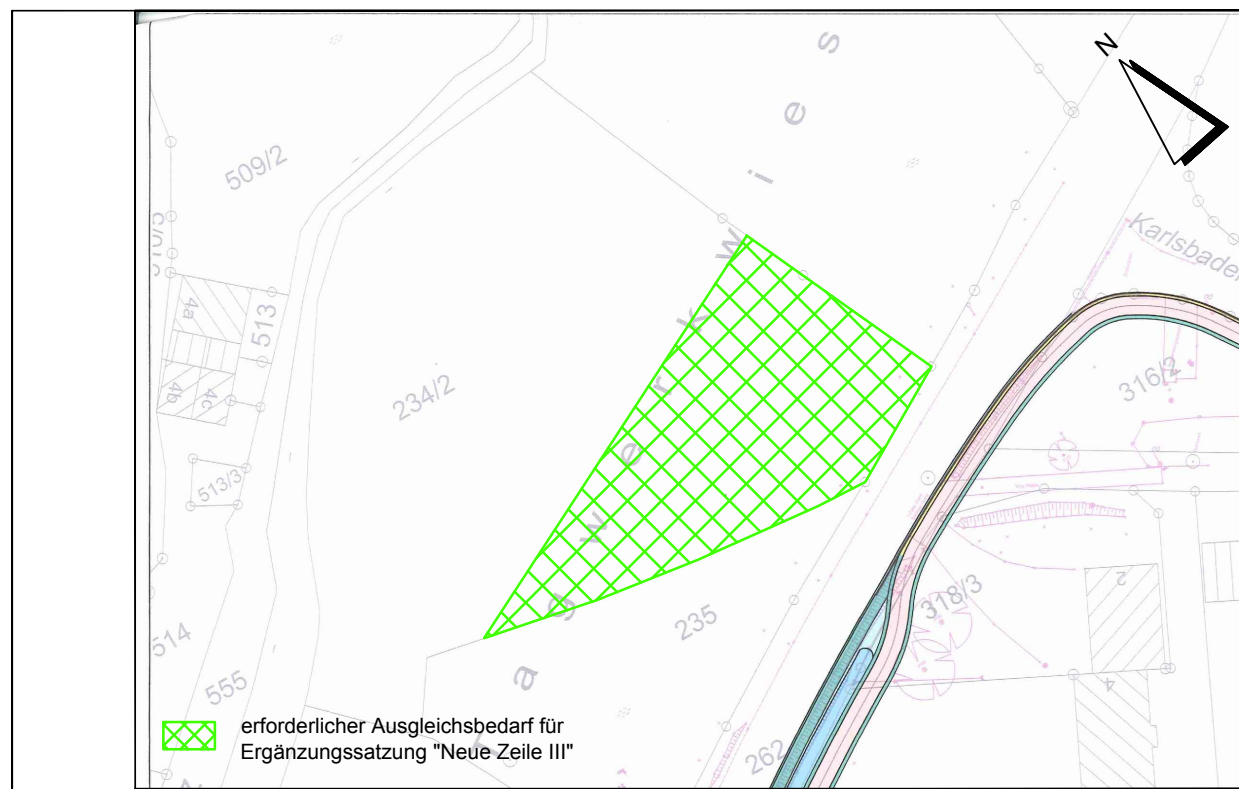 N
509/2
Karlsbader
4a
513
4b
4c
234/2
316/2
513/3
Tagwerkwies
2
318/3
235
514
555
4
262
erforderlicher Ausgleichsbedarf für
Ergänzungssatzung "Neue Zeile III"